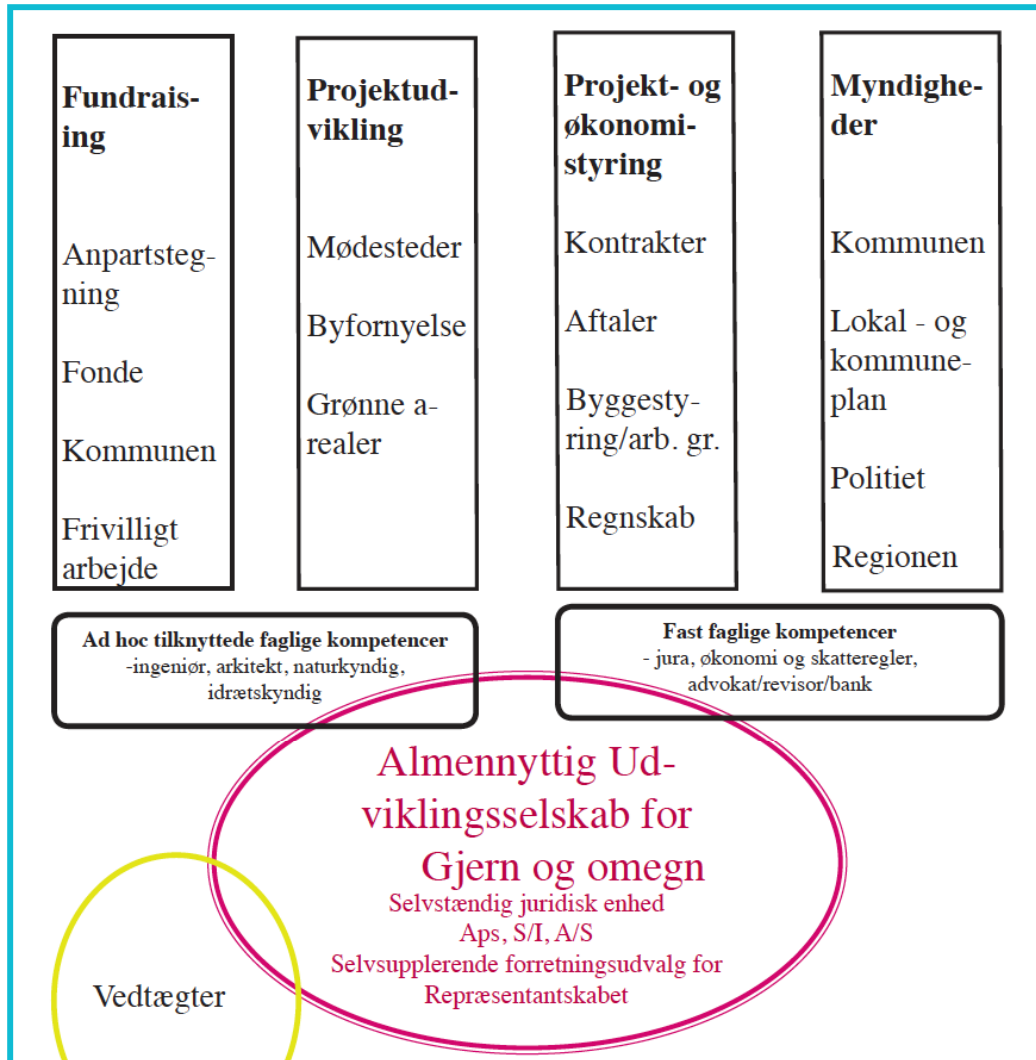 Fundrais-
ing
Anpartsteg-
ning
Fonde
Kommunen
Frivilligt
arbejde
Projektud-
vikling
Mødesteder
Byfornyelse
Grønne a-
realer
Projekt- og
økonomi-
styring
Kontrakter
Aftaler
Byggesty-
ring/arb. gr.
Regnskab
Myndighe-
der
Kommunen
Lokal - og
kommune-
plan
Politiet
Regionen
Ad hoc tilknyttede faglige kompetencer
-ingeniør, arkitekt, naturkyndig,
idrætskyndig
Fast faglige kompetencer
- jura, økonomi og skatteregler,
advokat/revisor/bank
Almennyttig Ud-
viklingsselskab for
Gjern og omegn
Selvstændig juridisk enhed
Aps, S/I, A/S
Selvsupplerende forretningsudvalg for
Repræsentantskabet
Vedtægter